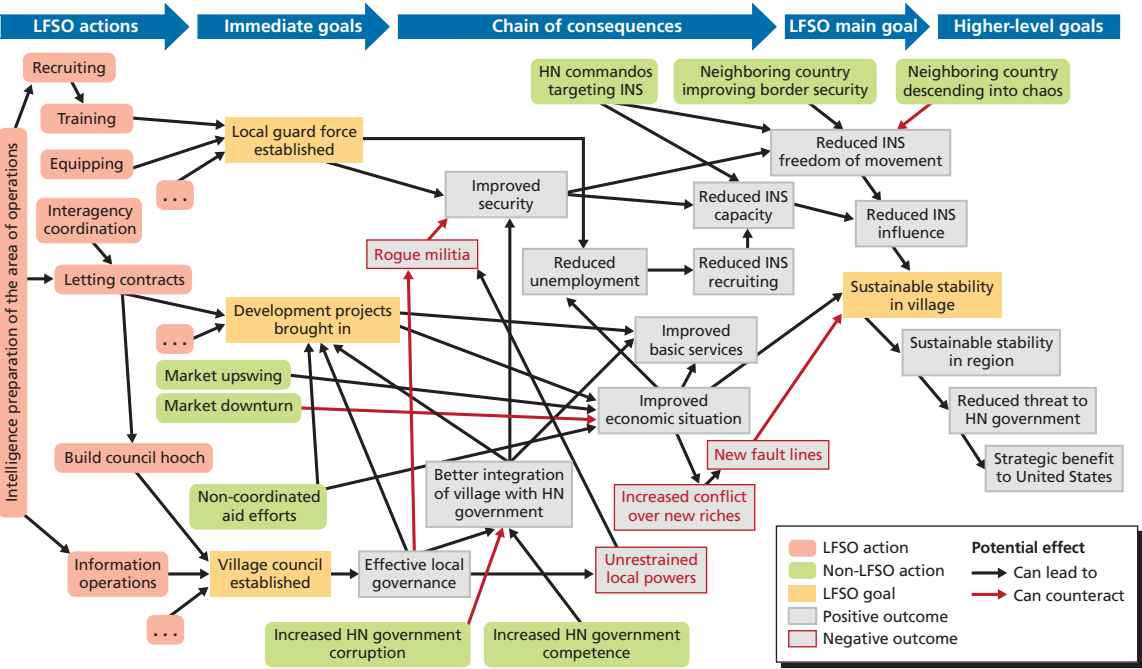 LFSO actions
Immediate goals
Chain of consequences
LFSO main goal
Higher-level goals
Intelligence preparation of the area of operations
Recruiting
Training
Equipping
...
Interagency
coordination
Letting contracts
...
Build council hooch
Information
operations
...
Local guard force
established
Development projects
brought in
Market upswing
Market downturn
Non-coordinated
aid efforts
Village council
established
Effective local
governance
Increased HN government
corruption
Increased HN government
competence
Better integration
of village with HN
government
Rogue militia
Improved
security
HN commandos
targeting INS
Neighboring country
improving border security
Neighboring country
descending into chaos
Reduced INS
freedom of movement
Reduced INS
capacity
Reduced INS
influence
Reduced
unemployment
Reduced INS
recruiting
Improved
basic services
Improved
economic situation
New fault lines
Increased conflict
over new riches
Unrestrained
local powers
Sustainable stability
in village
Sustainable stability
in region
Reduced threat to
HN government
Strategic benefit
to United States
LFSO action
Non-LFSO action
LFSO goal
Positive outcome
Negative outcome
Potential effect
Can lead to
Can counteract